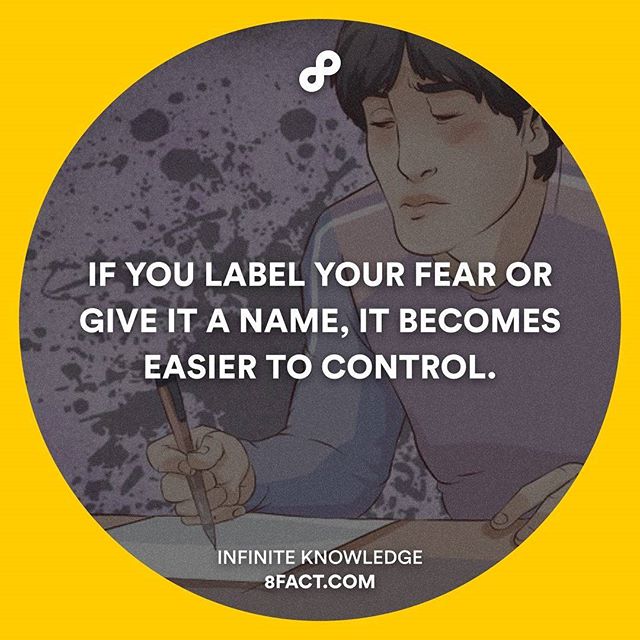 IF YOU LABEL YOUR FEAR OR
GIVE IT A NAME, IT BECOMES
EASIER TO CONTROL.
INFINITE KNOWLEDGE
8FACT.COM